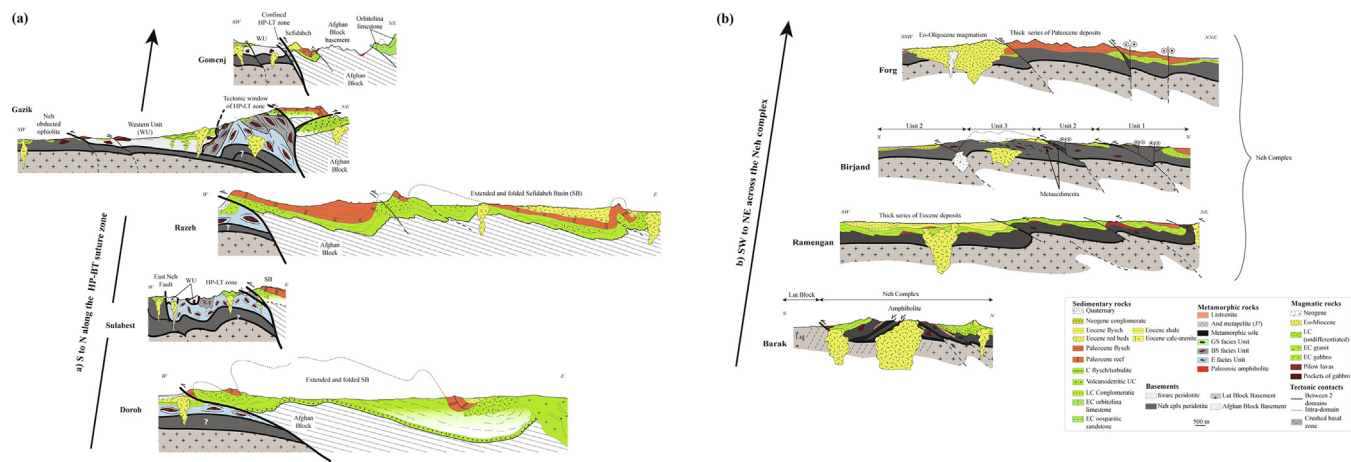 (a)
SW
Confined
HP-LT zone
WU
Sefidabeh
Afghan
Block
basement
Orbitolina
limestone
NE
Gomenj
Afghan
Block
Gazik
SW
Neh
obducted
ophiolite
Western Unit
(WU)
Tectonic window
of HP-LT zone
NE
?
Afghan
Block
W
Extended and folded Sefidabeh Basin (SB)
E
Razeh
?
Afghan Block
East Neh
Fault
WU
HP-LT zone
SB
Sulabest
W
Extended and folded SB
E
Doroh
?
Afghan
Block
a) S to N along the HP-BT suture zone
(b)
NNW
Eo-Oligocene magmatism
Thick series of Paleocene deposits
NNE
Forg
Unit 2
Unit 3
Unit 2
Unit 1
N
Birjand
Metasediments
Neh Complex
SW
Thick series of Eocene deposits
NE
Ramengan
Lut Block
Neh Complex
S
Amphibolite
N
Lut
Barak
b) SW to NE across the Neh complex
Sedimentary rocks
Quaternary
Neogene conglomerate
Eocene flysch
Eocene shale
Eocene red beds
Eocene calc-arenite
Paleocene flysch
Paleocene reef
C flysch/turbidite
Volcanodetritic UC
LC Conglomeratic
EC orbitolina
limestone
EC oosparitic
sandstone
Metamorphic rocks
Listvenite
And metapelite (J?)
Metamorphic sole
GS facies Unit
BS facies Unit
E facies Unit
Paleozoic amphibolite
Basements
forarc peridotite
Lut Block Basement
Neh cplx peridotite
Afghan Block Basement
500 m
Magmatic rocks
Neogene
Eo-Miocene
LC
(undifferentiated)
EC granit
EC gabbro
Pilow lavas
Pockets of gabbro
Tectonic contacts
Between 2
domains
Intra-domain
Crushed basal
zone